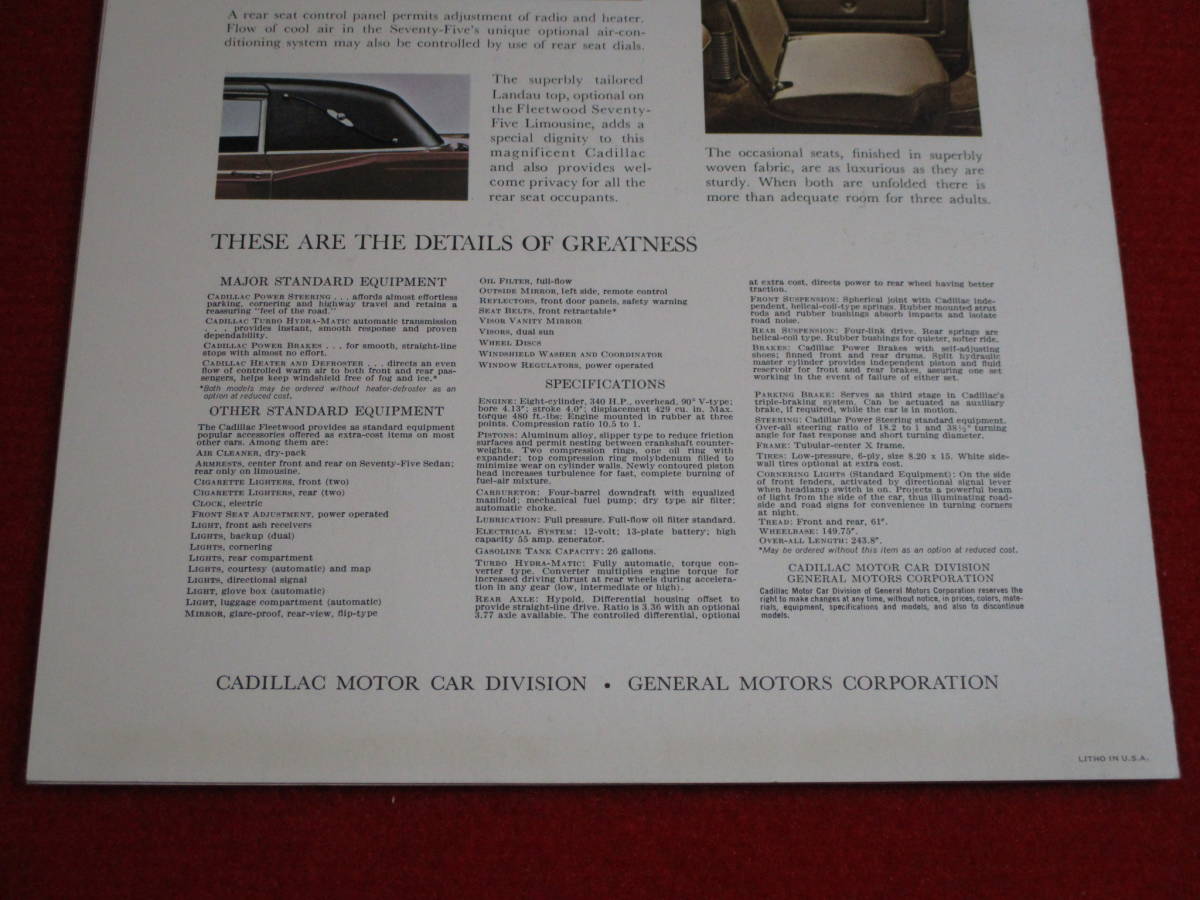 A rear seat control panel permits adjustment of radio and heater.
Flow of cool air in the Seventy-Five's unique optional air-con-
ditioning system may also be controlled by use of rear seat dials.
The superbly tailored
Landau top, optional on
the Fleetwood Seventy-
Five Limousine, adds a
special dignity to this
magnificent Cadillac
and also provides wel-
come privacy for all the
rear seat occupants.
The occasional seats, finished in superbly
woven fabric, are as luxurious as they are
sturdy. When both are unfolded there is
more than adequate room for three adults.
THESE ARE THE DETAILS OF GREATNESS
MAJOR STANDARD EQUIPMENT
CADILLAC POWER STEERING . . . affords almost effortless
parking, cornering and highway travel and retains a
reassuring "feel of the road."
CADILLAC TURBO HYDRA-MATIC automatic transmission
. . . provides instant, smooth response and proven
dependability.
CADILLAC POWER BRAKES . . . for smooth, straight-line
stops with almost no effort.
CADILLAC HEATER AND DEFROSTER . . . directs an even
flow of controlled warm air to both front and rear pas-
sengers, helps keep windshield free of fog and ice.*
*Both models may be ordered without heater-defroster as an
option at reduced cost.
OTHER STANDARD EQUIPMENT
The Cadillac Fleetwood provides as standard equipment
popular accessories offered as extra-cost items on most
other cars. Among them are:
AIR CLEANER, dry-pack
ARMRESTS, center front and rear on Seventy-Five Sedan;
rear only on limousine.
CIGARETTE LIGHTERS, front (two)
CIGARETTE LIGHTERS, rear (two)
CLOCK, electric
FRONT SEAT ADJUSTMENT, power operated
LIGHT, front ash receivers
LIGHTS, backup (dual)
LIGHTS, cornering
LIGHTS, rear compartment
LIGHTS, courtesy (automatic) and map
LIGHTS, directional signal
LIGHT, glove box (automatic)
LIGHT, luggage compartment (automatic)
MIRROR, glare-proof, rear-view, flip-type
OIL FILTER, full-flow
OUTSIDE MIRROR, left side, remote control
REFLECTORS, front door panels, safety warning
SEAT BELTS, front retractable*
VISOR VANITY MIRROR
VISORS, dual sun
WHEEL DISCS
WINDSHIELD WASHER AND COORDINATOR
WINDOW REGULATORS, power operated
SPECIFICATIONS
ENGINE: Eight-cylinder, 340 H.P., overhead, 90° V-type;
bore 4.13"; stroke 4.0"; displacement 429 cu. in. Max.
torque 480 ft.-lbs; Engine mounted in rubber at three
points. Compression ratio 10.5 to 1.
PISTONS: Aluminum alloy, slipper type to reduce friction
surfaces and permit nesting between crankshaft counter-
weights. Two compression rings, one oil ring with
expander; top compression ring molybdenum filled to
minimize wear on cylinder walls. Newly contoured piston
head increases turbulence for fast, complete burning of
fuel-air mixture.
CARBURETOR: Four-barrel downdraft with equalized
manifold; mechanical fuel pump; dry type air filter;
automatic choke.
LUBRICATION: Full pressure. Full-flow oil filter standard.
ELECTRICAL SYSTEM: 12-volt; 13-plate battery; high
capacity 55 amp. generator.
GASOLINE TANK CAPACITY: 26 gallons.
TURBO HYDRA-MATIC: Fully automatic, torque con-
verter type. Converter multiplies engine torque for
increased driving thrust at rear wheels during accelera-
tion in any gear (low, intermediate or high).
REAR AXLE: Hypoid. Differential housing offset to
provide straight-line drive. Ratio is 3.36 with an optional
3.77 axle available. The controlled differential, optional
at extra cost, directs power to rear wheel having better
traction.
FRONT SUSPENSION: Spherical joint with Cadillac inde-
pendent, helical-coil-type springs. Rubber mounted strut
rods and rubber bushings absorb impacts and isolate
road noise.
REAR SUSPENSION: Four-link drive. Rear springs are
helical-coil type. Rubber bushings for quieter, softer ride.
BRAKES: Cadillac Power Brakes with self-adjusting
shoes; finned front and rear drums. Split hydraulic
master cylinder provides independent piston and fluid
reservoir for front and rear brakes, assuring one set
working in the event of failure of either set.
PARKING BRAKE: Serves as third stage in Cadillac's
triple-braking system. Can be actuated as auxiliary
brake, if required, while the car is in motion.
STEERING: Cadillac Power Steering standard equipment.
Over-all steering ratio of 18.2 to 1 and 38½° turning
angle for fast response and short turning diameter.
FRAME: Tubular-center X frame.
TIRES: Low-pressure, 6-ply, size 8.20 x 15. White side-
wall tires optional at extra cost.
CORNERING LIGHTS (Standard Equipment): On the side
of front fenders, activated by directional signal lever
when headlamp switch is on. Projects a powerful beam
of light from the side of the car, thus illuminating road-
side and road signs for convenience in turning corners
at night.
TREAD: Front and rear, 61".
WHEELBASE: 149.75".
OVER-ALL LENGTH: 243.8".
*May be ordered without this item as an option at reduced cost.
CADILLAC MOTOR CAR DIVISION
GENERAL MOTORS CORPORATION
Cadillac Motor Car Division of General Motors Corporation reserves the
right to make changes at any time, without notice, in prices, colors, mate-
rials, equipment, specifications and models, and also to discontinue
models.
CADILLAC MOTOR CAR DIVISION • GENERAL MOTORS CORPORATION
LITHO IN U.S.A.